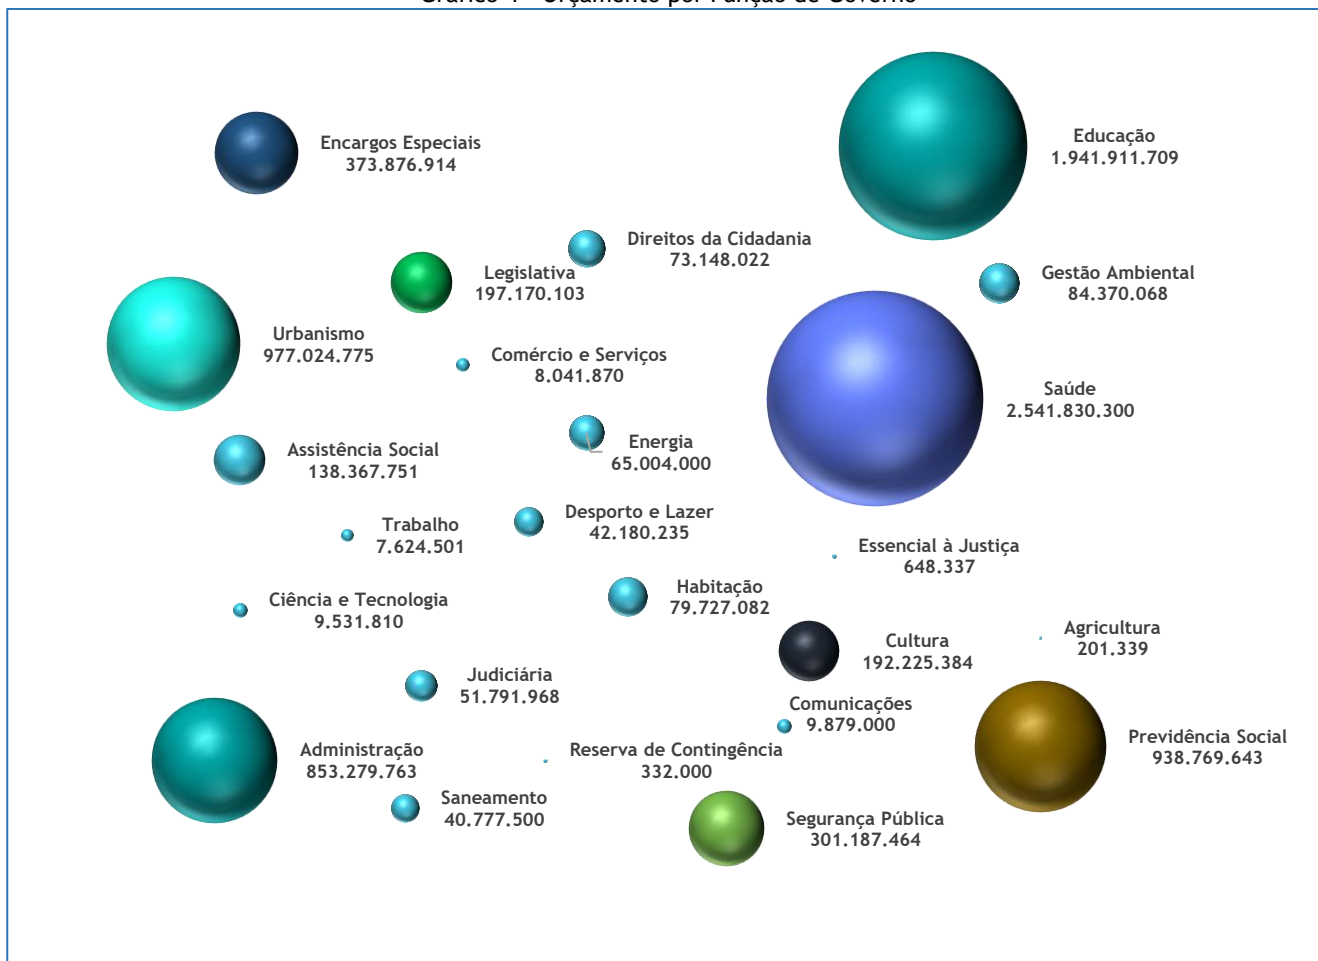 Encargos Especiais
373.876.914
Educação
1.941.911.709
Direitos da Cidadania
73.148.022
Legislativa
197.170.103
Gestão Ambiental
84.370.068
Urbanismo
977.024.775
Comércio e Serviços
8.041.870
Saúde
2.541.830.300
Assistência Social
138.367.751
Energia
65.004.000
Trabalho
7.624.501
Desporto e Lazer
42.180.235
Essencial à Justiça
648.337
Ciência e Tecnologia
9.531.810
Habitação
79.727.082
Cultura
192.225.384
Agricultura
201.339
Judiciária
51.791.968
Comunicações
9.879.000
Administração
853.279.763
Reserva de Contingência
332.000
Previdência Social
938.769.643
Saneamento
40.777.500
Segurança Pública
301.187.464